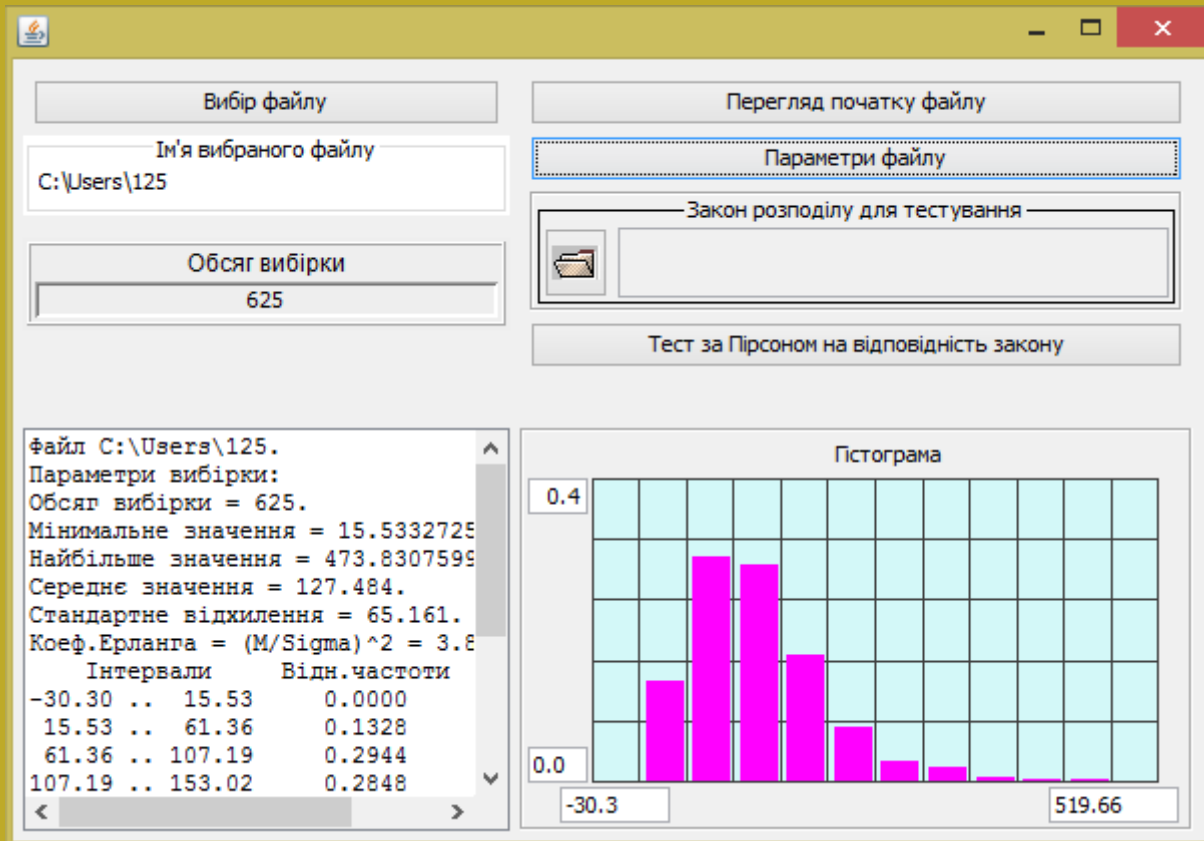 Вибір файлу
Ім'я вибраного файлу
C:\Users\125
Обсяг вибірки
625
Перегляд початку файлу
Параметри файлу
Закон розподілу для тестування
Тест за Пірсоном на відповідність закону
Файл C:\Users\125.
Параметри вибірки:
Обсяг вибірки = 625.
Мінимальне значення = 15.5332725
Найбільше значення = 473.8307599
Середнє значення = 127.484.
Стандартне відхилення = 65.161.
Коеф.Ерланга = (M/Sigma)^2 = 3.8
Інтервали Відн.частоти
-30.30 .. 15.53 0.0000
15.53 .. 61.36 0.1328
61.36 .. 107.19 0.2944
107.19 .. 153.02 0.2848
Гістограма
0.4
0.0
-30.3 519.66